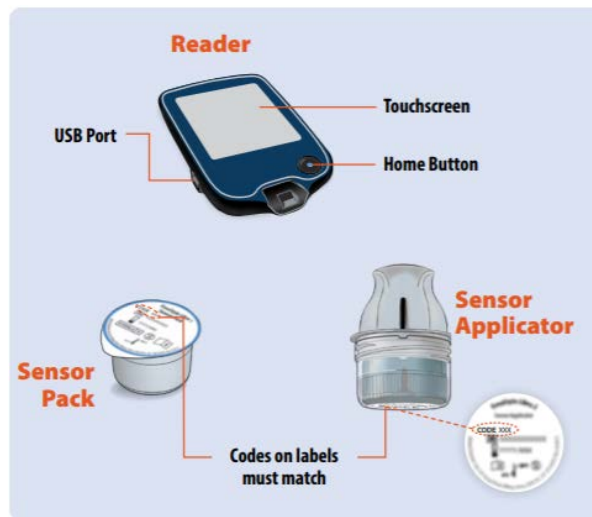 Reader
Touchscreen
USB Port
Home Button
Sensor
Applicator
Sensor
Pack
CODE XXX
Codes on labels
must match